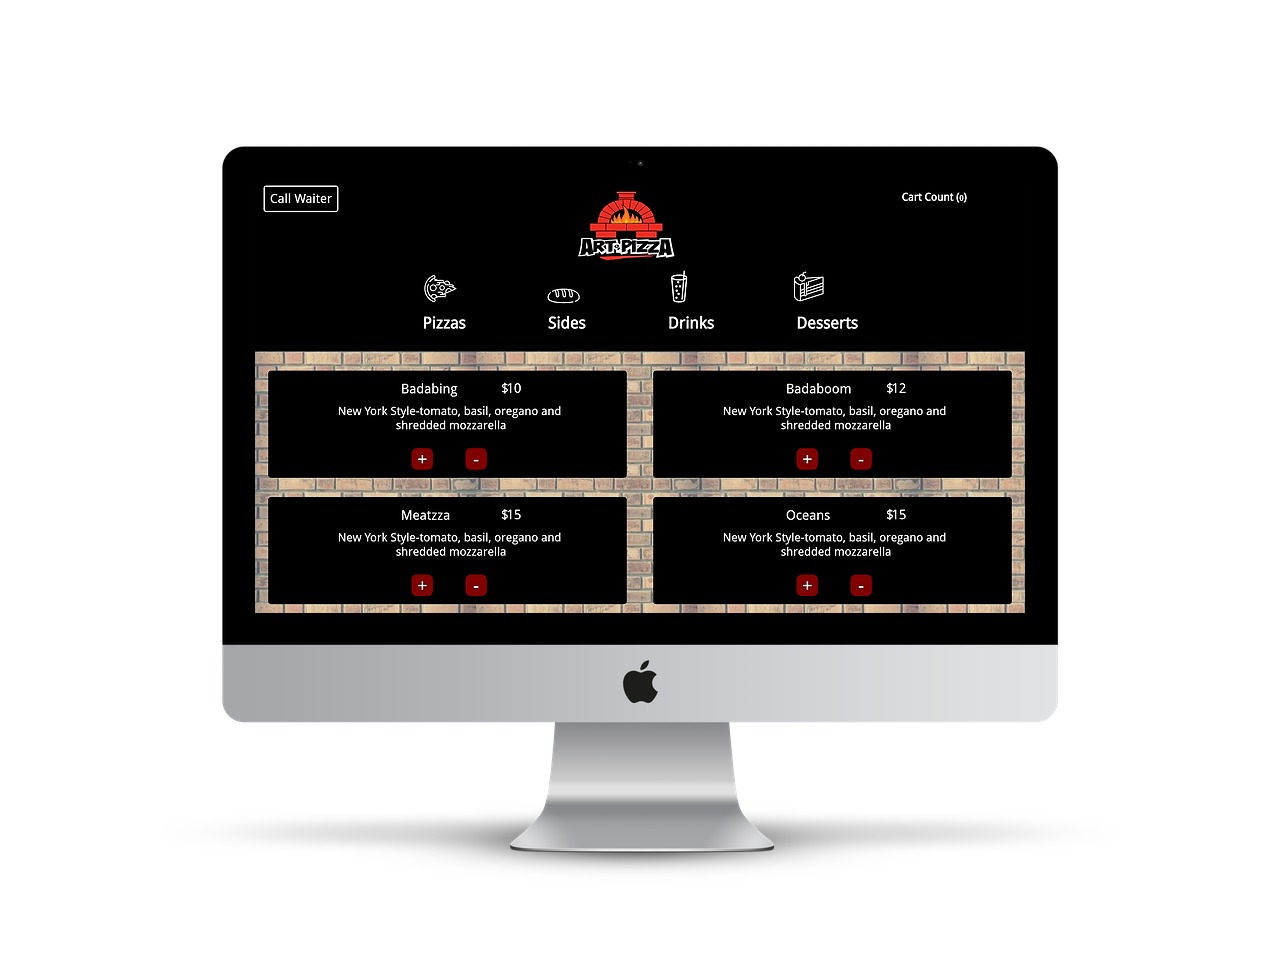 Call Waiter
Cart Count (0)
ART PIZZA
Pizzas
Sides
Drinks
Desserts
Badabing $10
New York Style-tomato, basil, oregano and
shredded mozzarella
+ -
Badaboom $12
New York Style-tomato, basil, oregano and
shredded mozzarella
+ -
Meatzza $15
New York Style-tomato, basil, oregano and
shredded mozzarella
+ -
Oceans $15
New York Style-tomato, basil, oregano and
shredded mozzarella
+ -